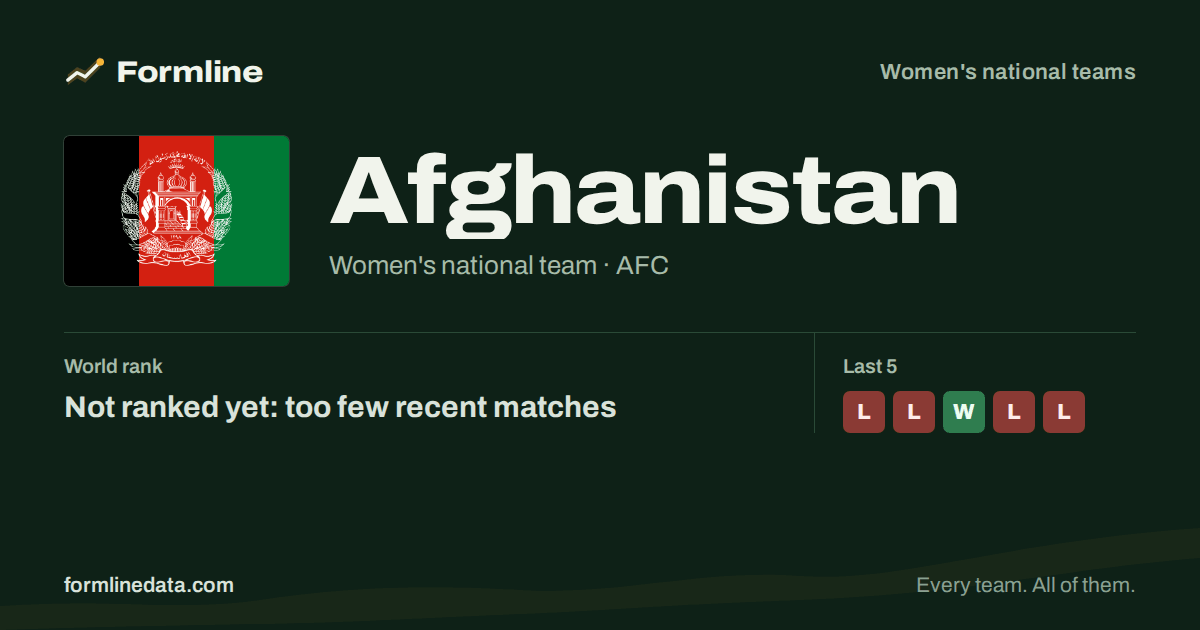 Formline
Women's national teams
Afghanistan
Women's national team · AFC
World rank
Not ranked yet: too few recent matches
Last 5
L L W L L
formlinedata.com
Every team. All of them.